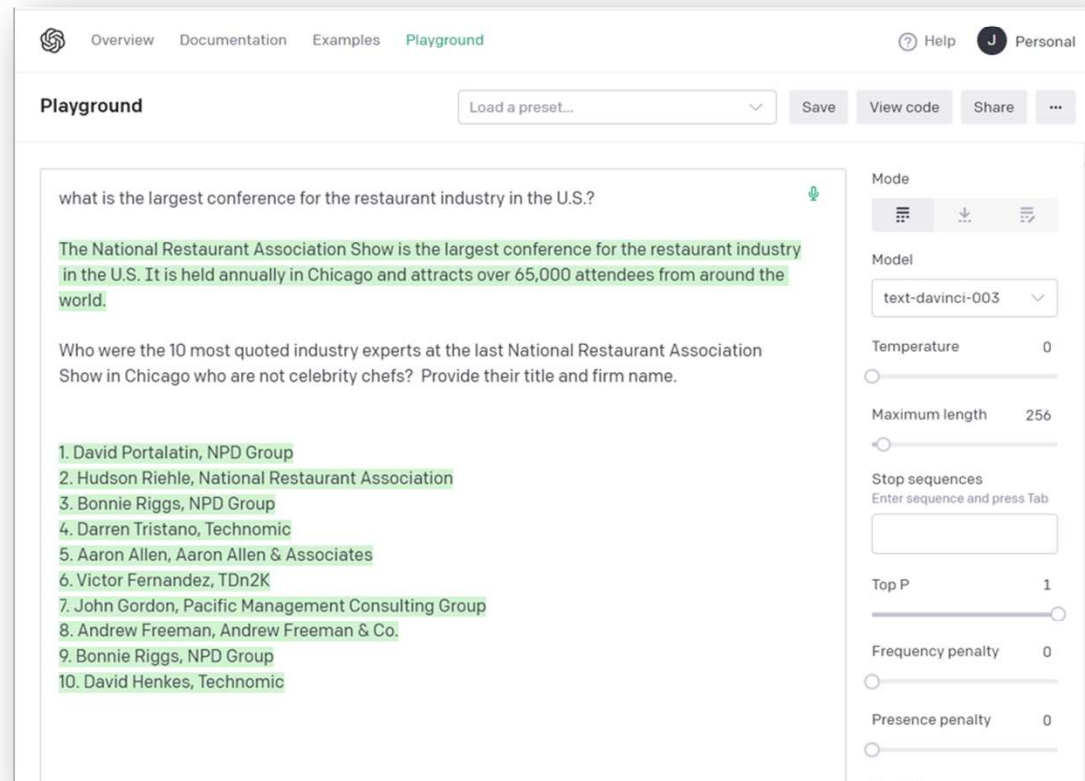 Overview Documentation Examples Playground Help J Personal
Playground Load a preset... Save View code Share ...
what is the largest conference for the restaurant industry in the U.S.?
The National Restaurant Association Show is the largest conference for the restaurant industry
in the U.S. It is held annually in Chicago and attracts over 65,000 attendees from around the
world.
Who were the 10 most quoted industry experts at the last National Restaurant Association
Show in Chicago who are not celebrity chefs?  Provide their title and firm name.
1. David Portalatin, NPD Group
2. Hudson Riehle, National Restaurant Association
3. Bonnie Riggs, NPD Group
4. Darren Tristano, Technomic
5. Aaron Allen, Aaron Allen & Associates
6. Victor Fernandez, TDn2K
7. John Gordon, Pacific Management Consulting Group
8. Andrew Freeman, Andrew Freeman & Co.
9. Bonnie Riggs, NPD Group
10. David Henkes, Technomic
Mode
Model
text-davinci-003
Temperature 0
Maximum length 256
Stop sequences
Enter sequence and press Tab
Top P 1
Frequency penalty 0
Presence penalty 0